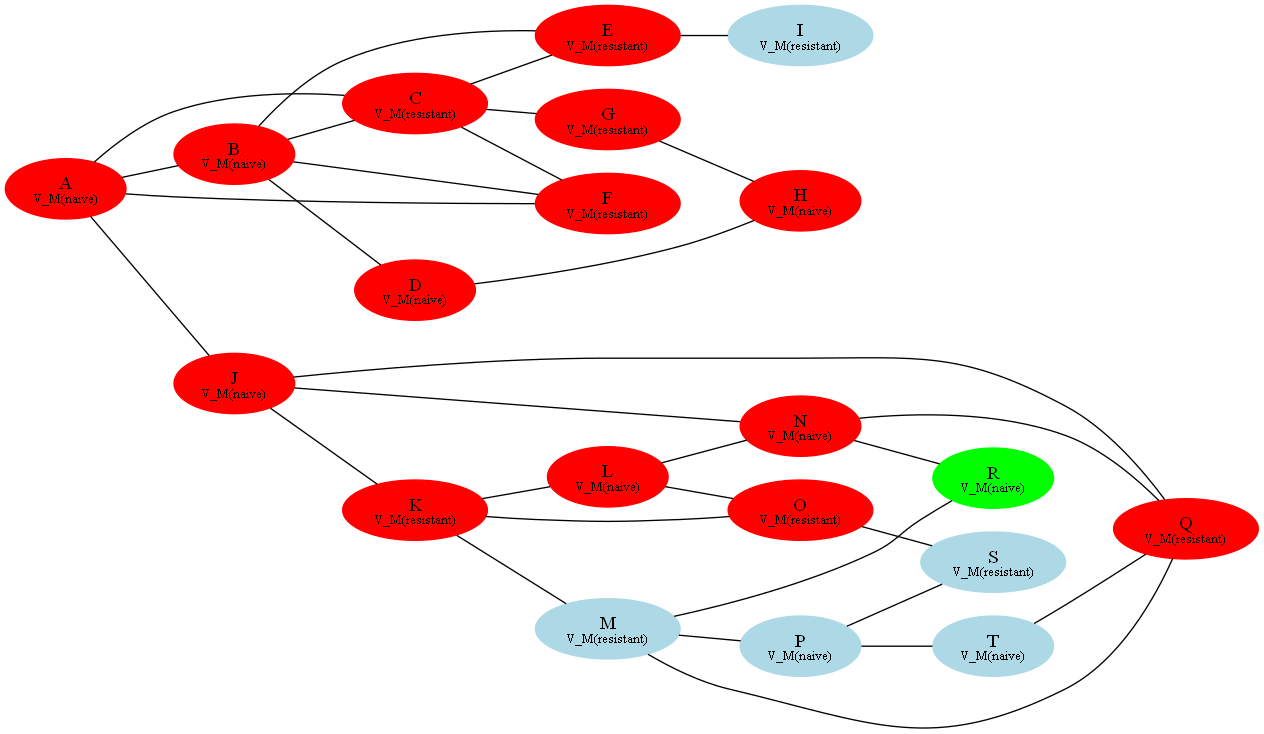 A
V_M(naive)
B
V_M(naive)
C
V_M(resistant)
D
V_M(naive)
E
V_M(resistant)
G
V_M(resistant)
F
V_M(resistant)
I
V_M(resistant)
H
V_M(naive)
J
V_M(naive)
K
V_M(resistant)
L
V_M(naive)
M
V_M(resistant)
N
V_M(naive)
O
V_M(resistant)
P
V_M(naive)
R
V_M(naive)
S
V_M(resistant)
T
V_M(naive)
Q
V_M(resistant)